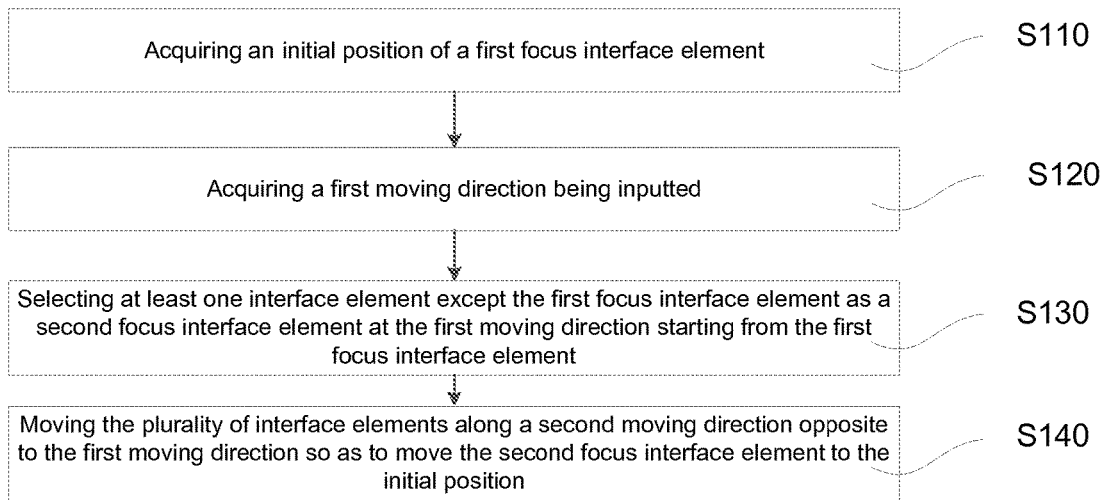 Acquiring an initial position of a first focus interface element
S110
Acquiring a first moving direction being inputted
S120
Selecting at least one interface element except the first focus interface element as a
second focus interface element at the first moving direction starting from the first
focus interface element
S130
Moving the plurality of interface elements along a second moving direction opposite
to the first moving direction so as to move the second focus interface element to the
initial position
S140